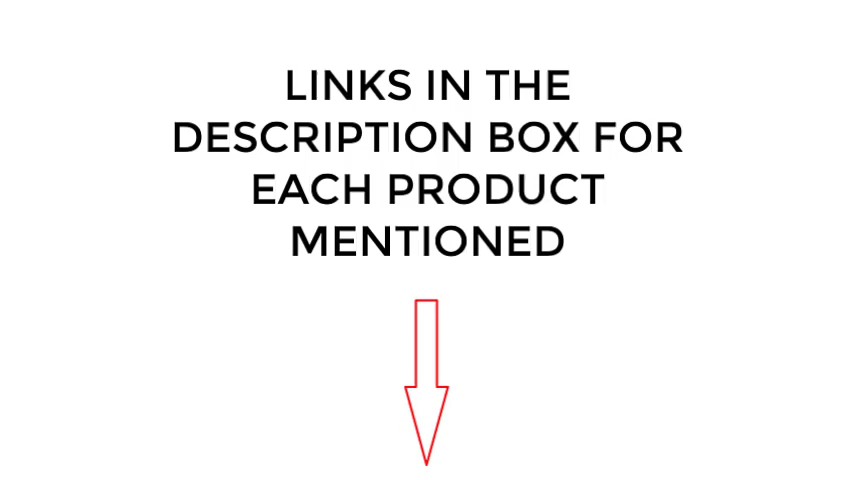 LINKS IN THE
DESCRIPTION BOX FOR
EACH PRODUCT
MENTIONED